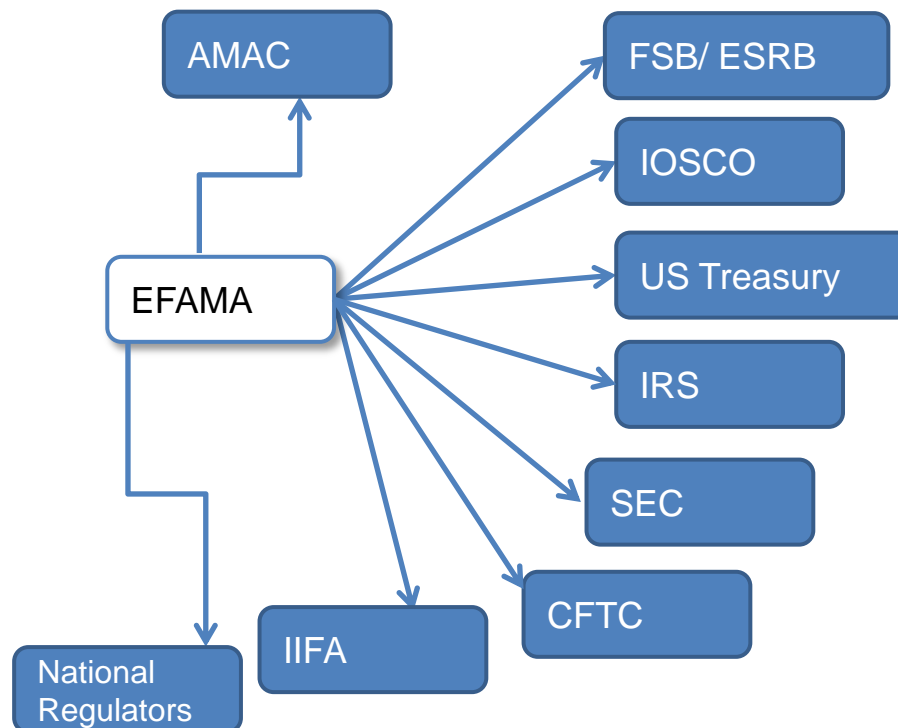 AMAC
FSB/ ESRB
IOSCO
EFAMA
US Treasury
IRS
SEC
CFTC
IIFA
National
Regulators